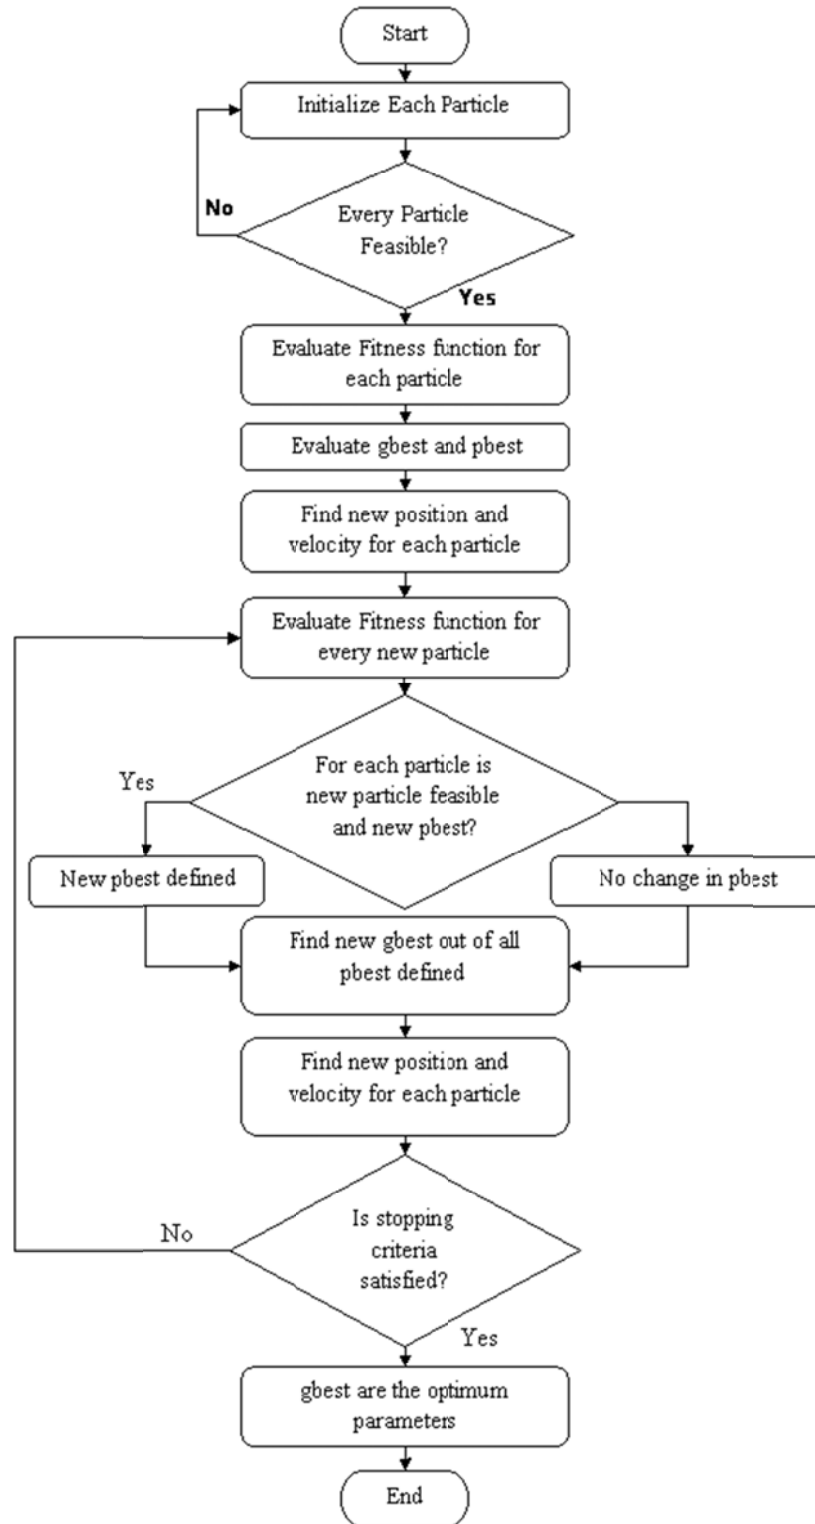 Start
Initialize Each Particle
No
Every Particle
Feasible?
Yes
Evaluate Fitness function for
each particle
Evaluate gbest and pbest
Find new position and
velocity for each particle
Evaluate Fitness function for
every new particle
Yes
For each particle is
new particle feasible
and new pbest?
New pbest defined
No change in pbest
Find new gbest out of all
pbest defined
Find new position and
velocity for each particle
No
Is stopping
criteria
satisfied?
Yes
gbest are the optimum
parameters
End